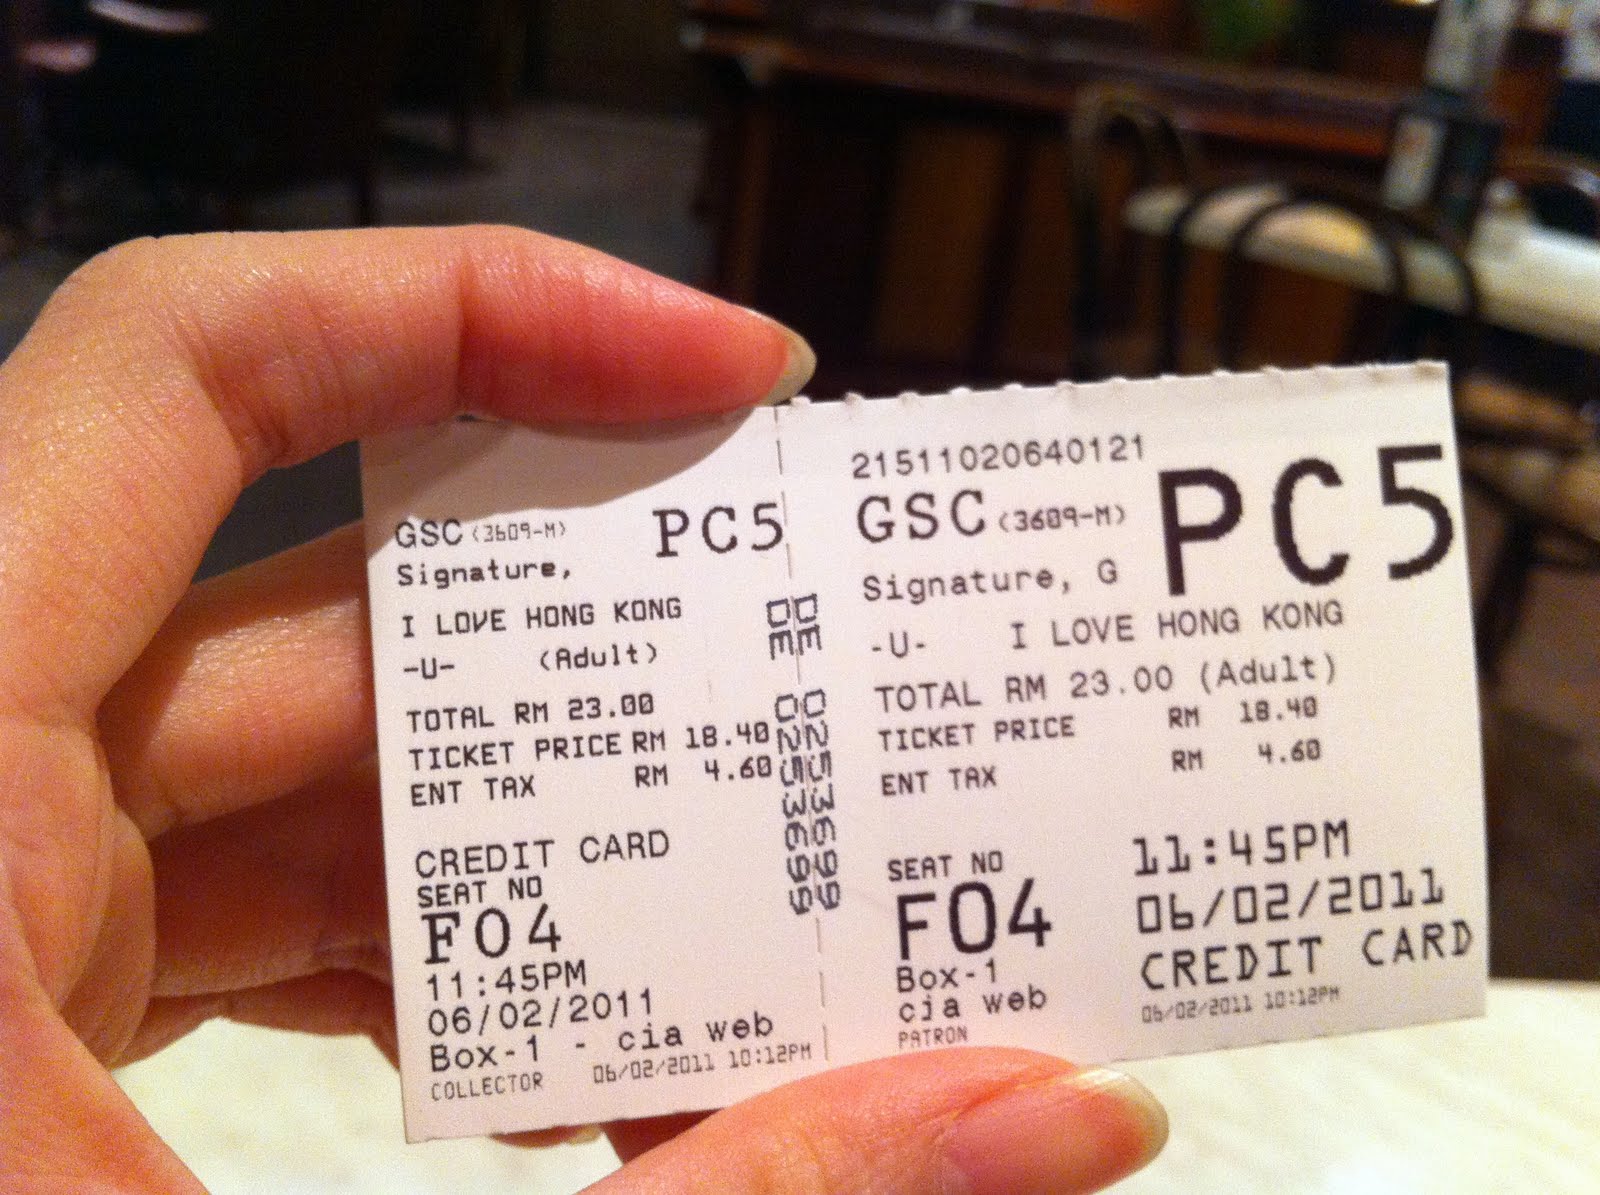 GSC (3609-M) PC5
Signature,
I LOVE HONG KONG
-U- (Adult)
TOTAL RM 23.00
TICKET PRICE RM 18.40
ENT TAX RM 4.60
CREDIT CARD
SEAT NO
F04
11:45PM
06/02/2011
Box-1 - cia web
COLLECTOR 06/02/2011 10:12PM
DE 0253699
DE 0253699
21511020640121
GSC (3609-M) PC5
Signature, G
-U- I LOVE HONG KONG
TOTAL RM 23.00 (Adult)
TICKET PRICE RM 18.40
ENT TAX RM 4.60
SEAT NO
F04
Box-1
cia web
PATRON
11:45PM
06/02/2011
CREDIT CARD
06/02/2011 10:12PM